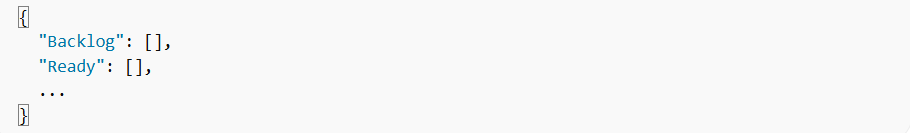 {
"Backlog": [],
"Ready": [],
...
}